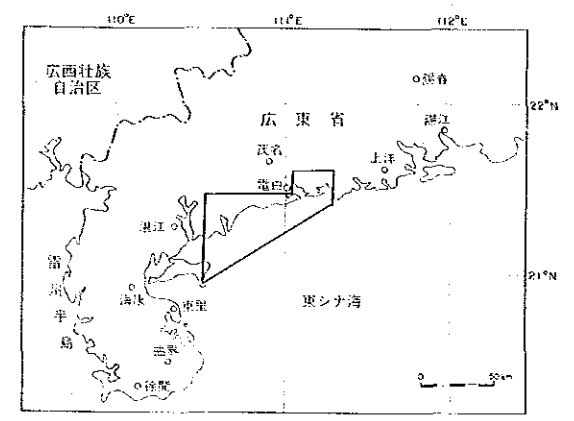 110°E
111°E
112°E
広西壮族
自治区
陽春
22°N
広東省
茂名
陽江
上洋
電白
湛江
21°N
雷州半島
海康
東里
東シナ海
徐聞
0
50km